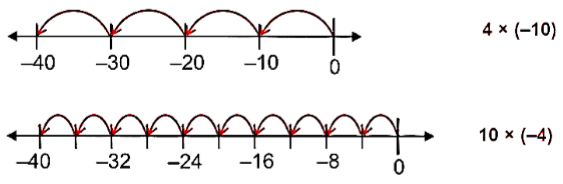 4 × (–10)
–40 –30 –20 –10 0
10 × (–4)
–40 –32 –24 –16 –8 0